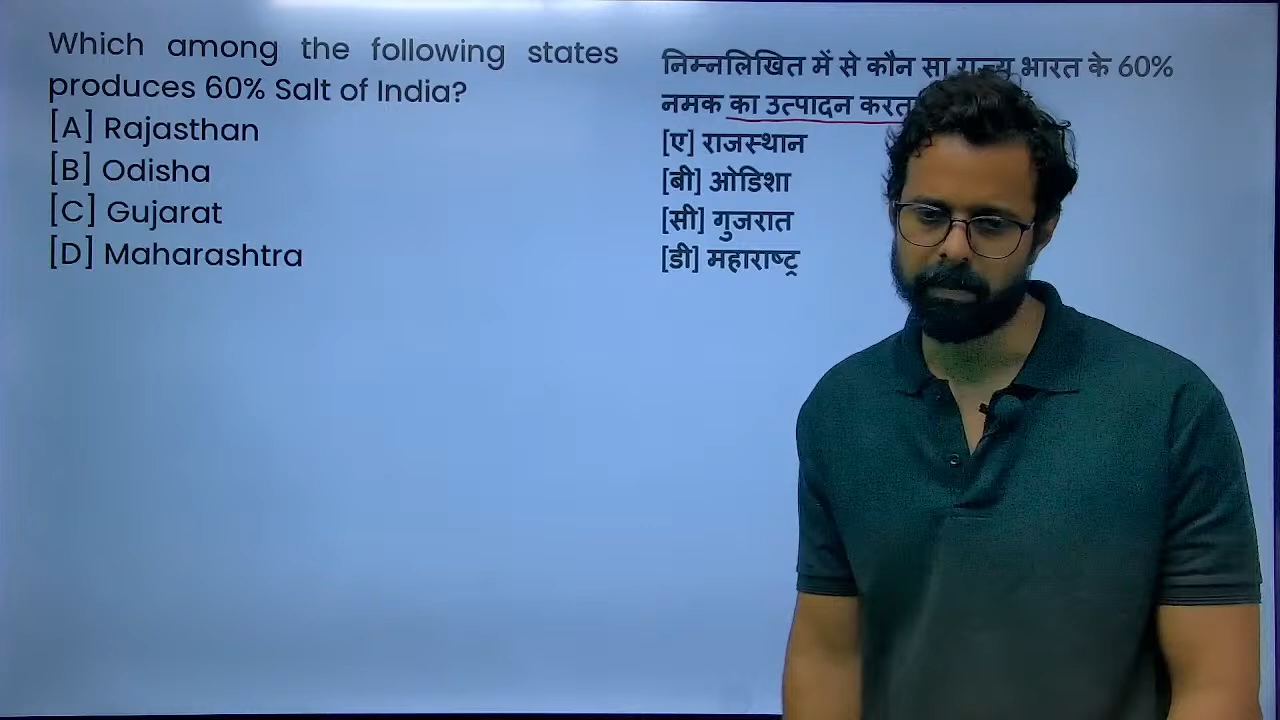 Which among the following states
produces 60% Salt of India?
[A] Rajasthan
[B] Odisha
[C] Gujarat
[D] Maharashtra
निम्नलिखित में से कौन सा राज्य भारत के 60%
नमक का उत्पादन
[ए] राजस्थान
[बी] ओडिशा
[सी] गुजरात
[डी] महाराष्ट्र